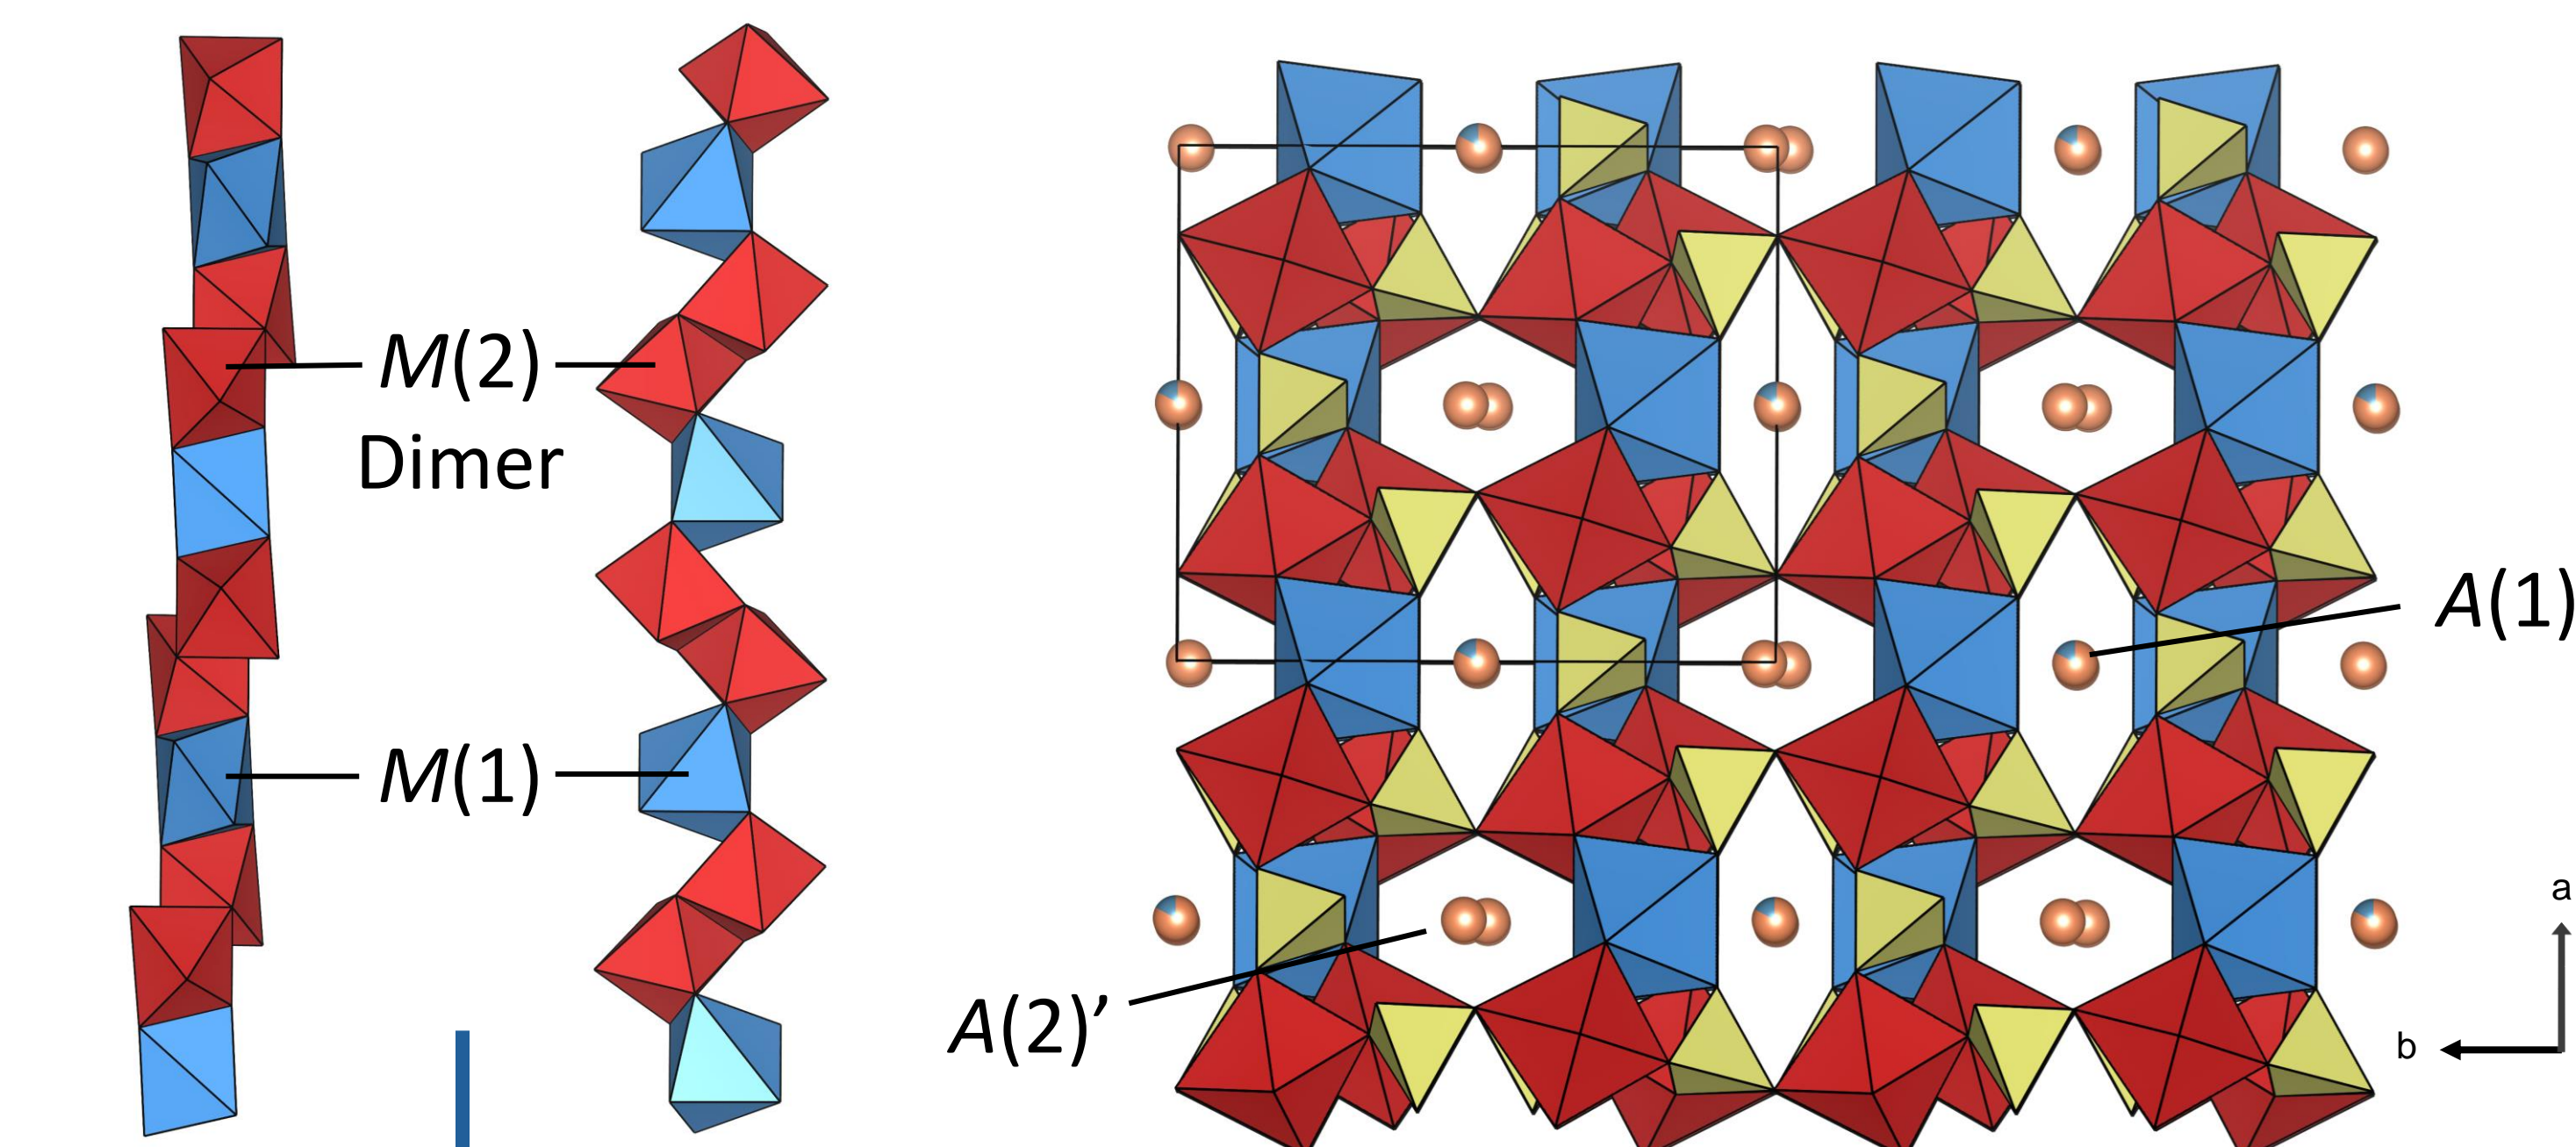 M(2)
Dimer
M(1)
A(1)
A(2)’
a
b